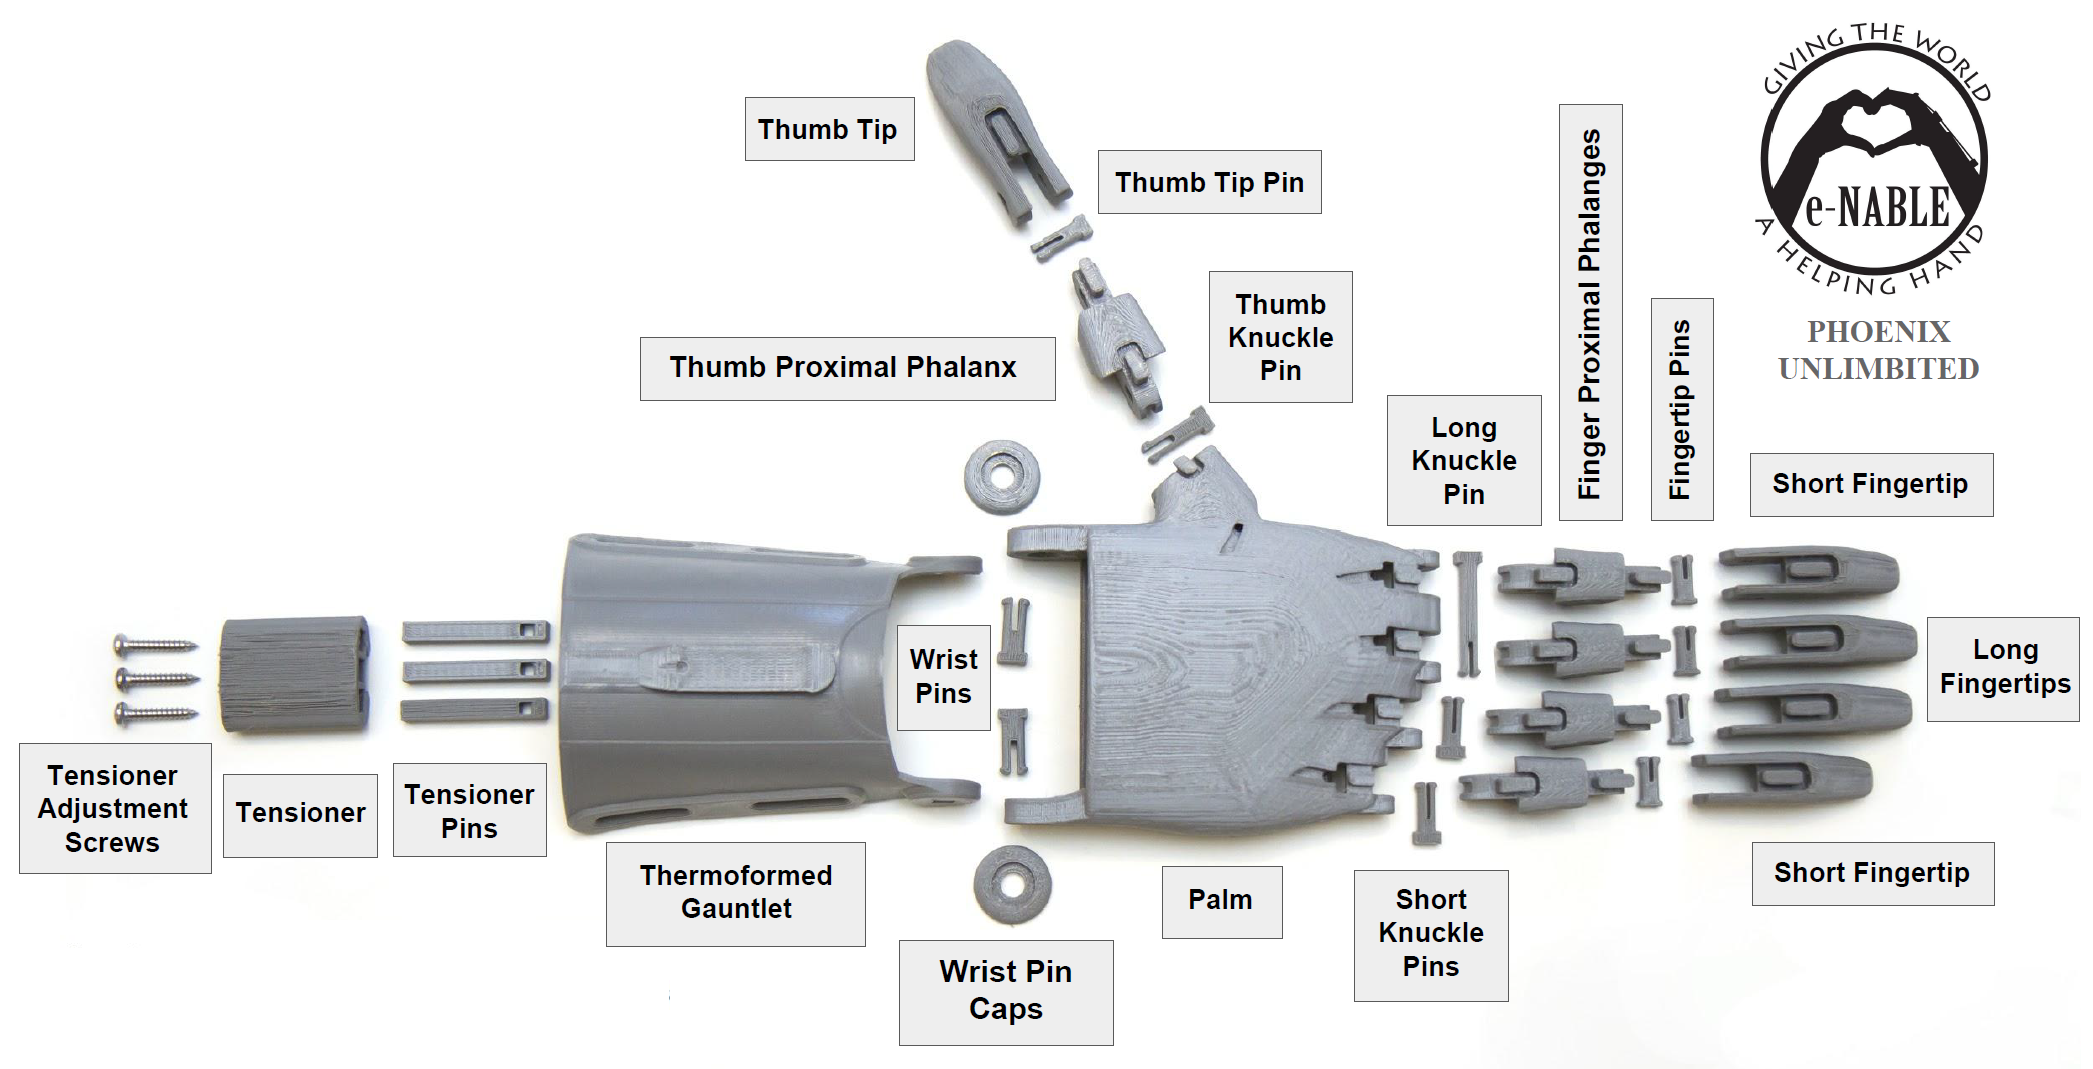 GIVING THE WORLD
A HELPING HAND
e-NABLE
PHOENIX
UNLIMBITED
Thumb Tip
Thumb Tip Pin
Thumb
Knuckle
Pin
Thumb Proximal Phalanx
Long
Knuckle
Pin
Finger Proximal Phalanges
Fingertip Pins
Short Fingertip
Long
Fingertips
Wrist
Pins
Tensioner
Adjustment
Screws
Tensioner
Tensioner
Pins
Thermoformed
Gauntlet
Wrist Pin
Caps
Palm
Short
Knuckle
Pins
Short Fingertip